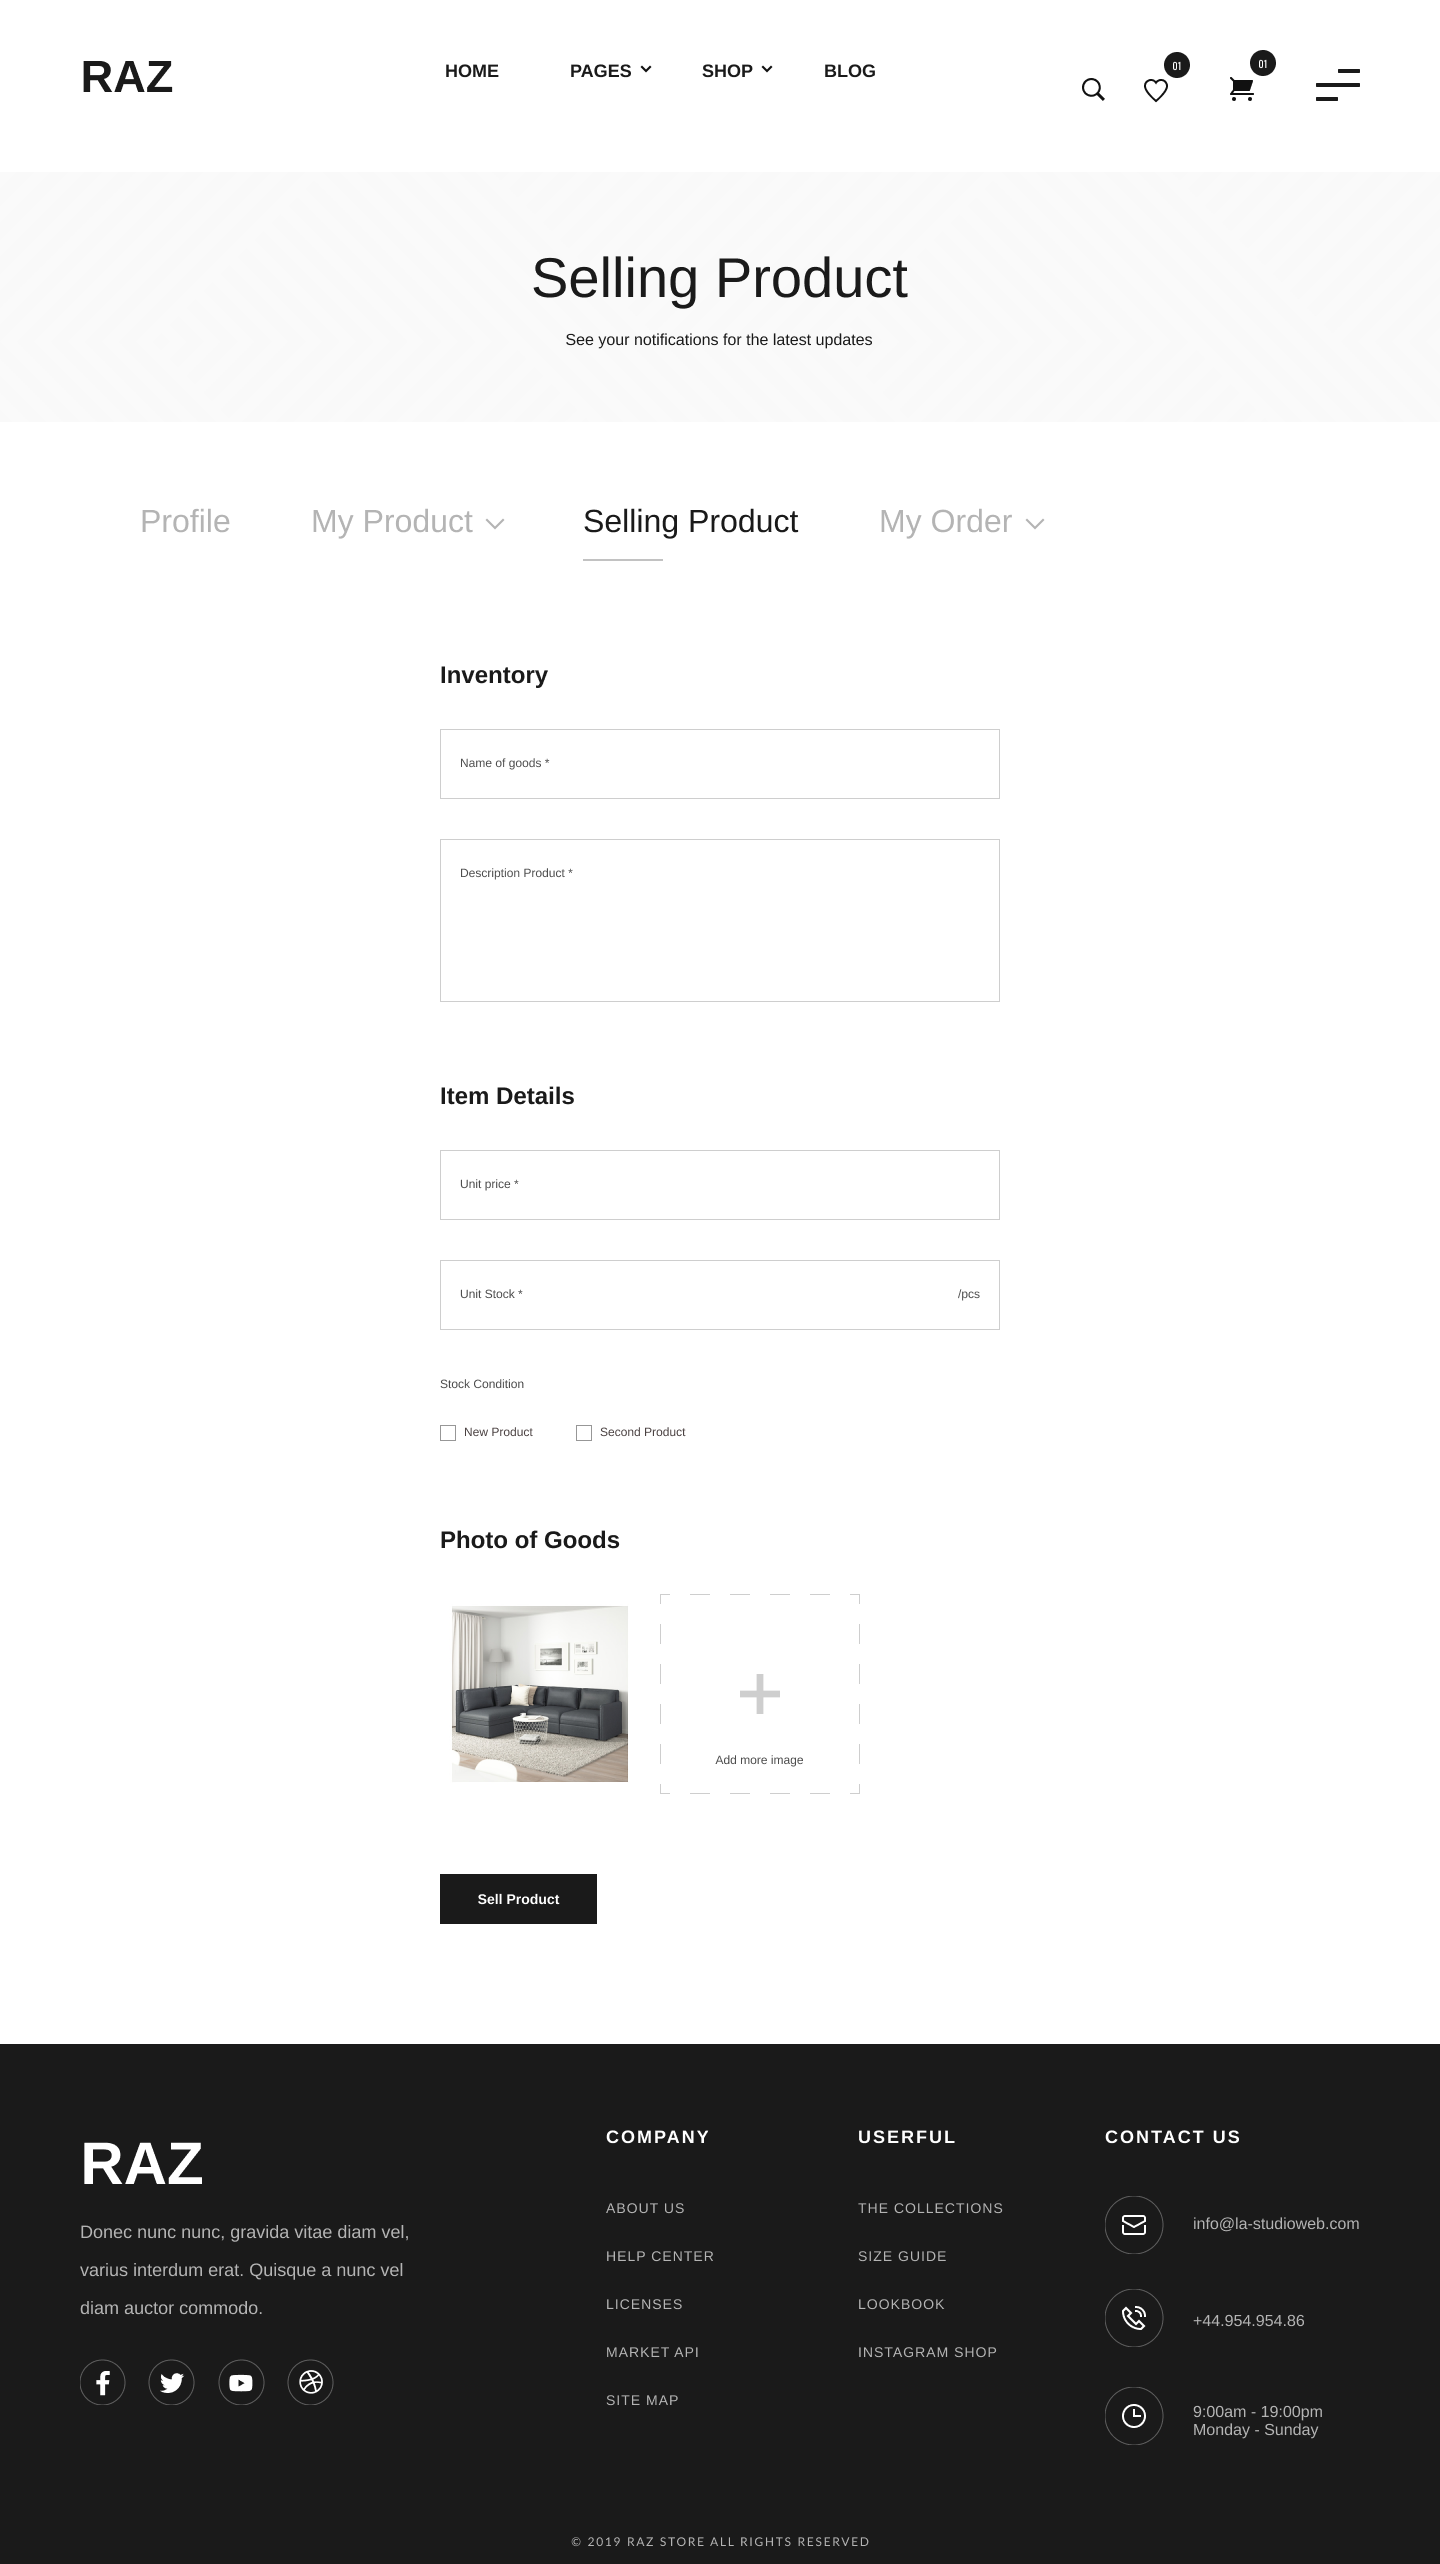 RAZ
HOME PAGES SHOP BLOG
01
01
Selling Product
See your notifications for the latest updates
Profile My Product Selling Product My Order
Inventory
Name of goods *
Description Product *
Item Details
Unit price *
Unit Stock * /pcs
Stock Condition
New Product Second Product
Photo of Goods
Add more image
Sell Product
RAZ
Donec nunc nunc, gravida vitae diam vel,
varius interdum erat. Quisque a nunc vel
diam auctor commodo.
COMPANY
ABOUT US
HELP CENTER
LICENSES
MARKET API
SITE MAP
USERFUL
THE COLLECTIONS
SIZE GUIDE
LOOKBOOK
INSTAGRAM SHOP
CONTACT US
info@la-studioweb.com
+44.954.954.86
9:00am - 19:00pm
Monday - Sunday
© 2019 RAZ STORE ALL RIGHTS RESERVED